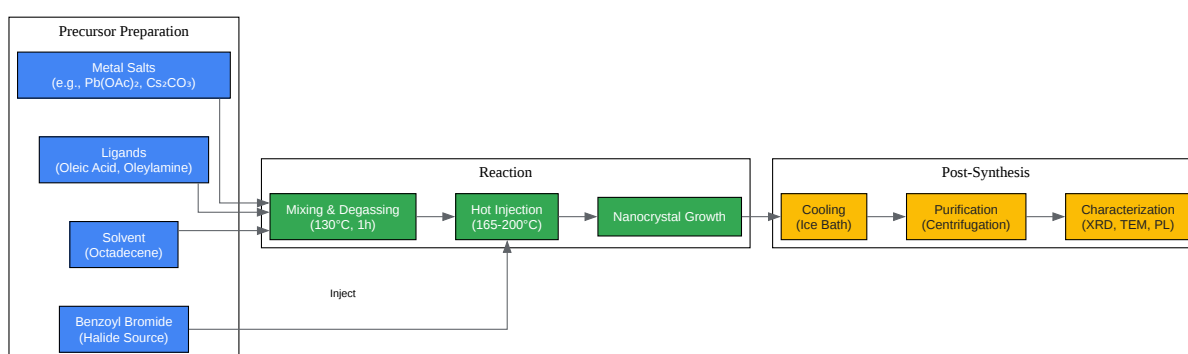 Precursor Preparation
Metal Salts
(e.g., Pb(OAc)₂, Cs₂CO₃)
Ligands
(Oleic Acid, Oleylamine)
Solvent
(Octadecene)
Benzoyl Bromide
(Halide Source)
Inject
Reaction
Mixing & Degassing
(130°C, 1h)
Hot Injection
(165-200°C)
Nanocrystal Growth
Post-Synthesis
Cooling
(Ice Bath)
Purification
(Centrifugation)
Characterization
(XRD, TEM, PL)